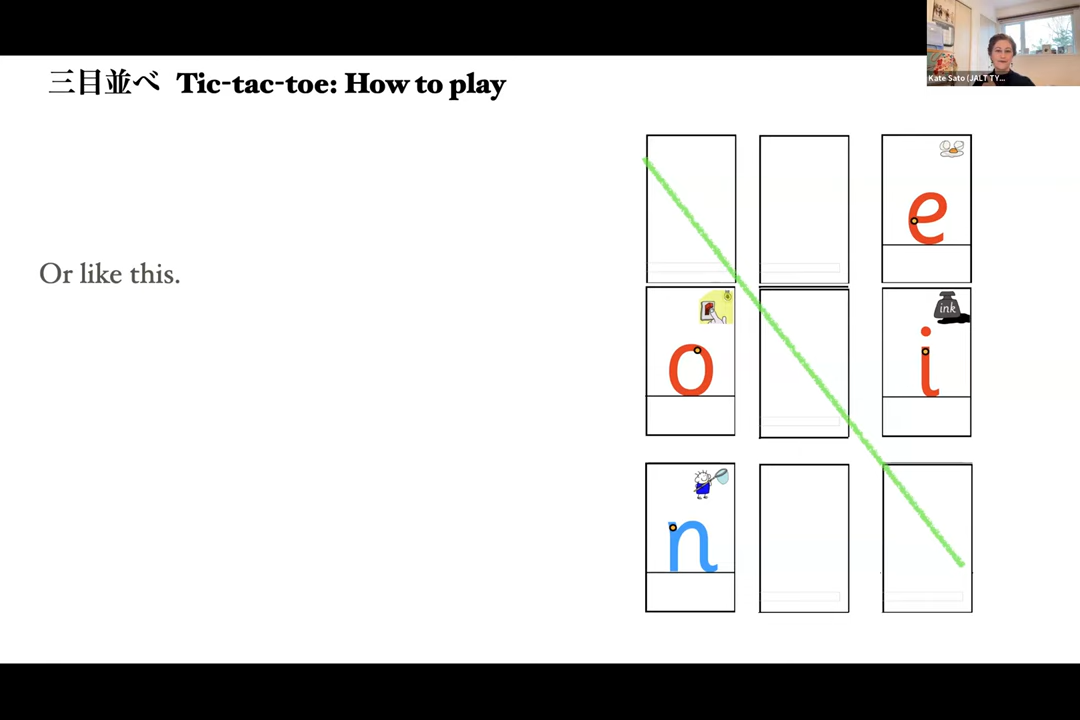 三目並べ Tic-tac-toe: How to play
Kate Sato (JALT TY...
Or like this.
e
ink
o
i
n